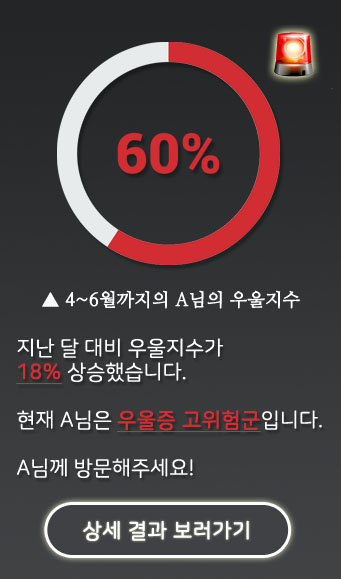 60%
▲ 4~6월까지의 A님의 우울지수
지난 달 대비 우울지수가
18% 상승했습니다.
현재 A님은 우울증 고위험군입니다.
A님께 방문해주세요!
상세 결과 보러가기